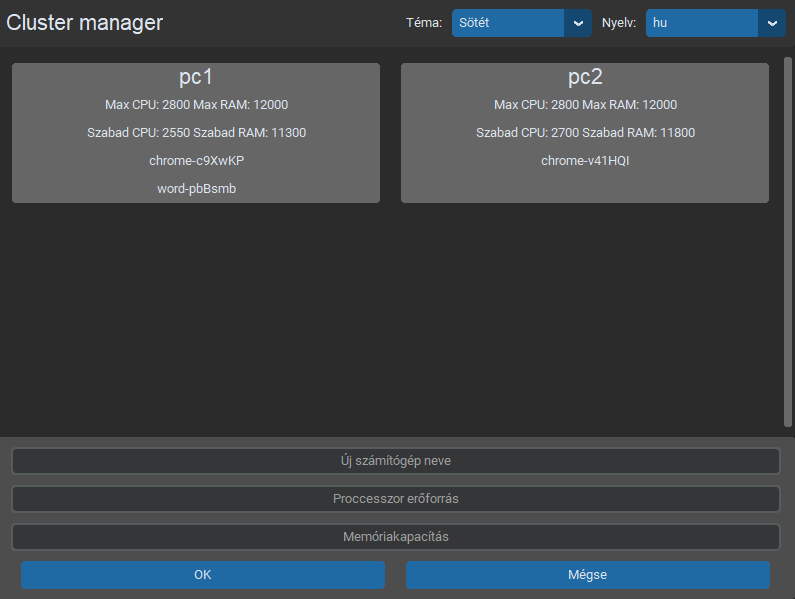 Cluster manager
Téma: Sötét Nyelv: hu
pc1
Max CPU: 2800 Max RAM: 12000
Szabad CPU: 2550 Szabad RAM: 11300
chrome-c9XwKP
word-pbBsmb
pc2
Max CPU: 2800 Max RAM: 12000
Szabad CPU: 2700 Szabad RAM: 11800
chrome-v41HQI
Új számítógép neve
Proccesszor erőforrás
Memóriakapacítás
OK Mégse